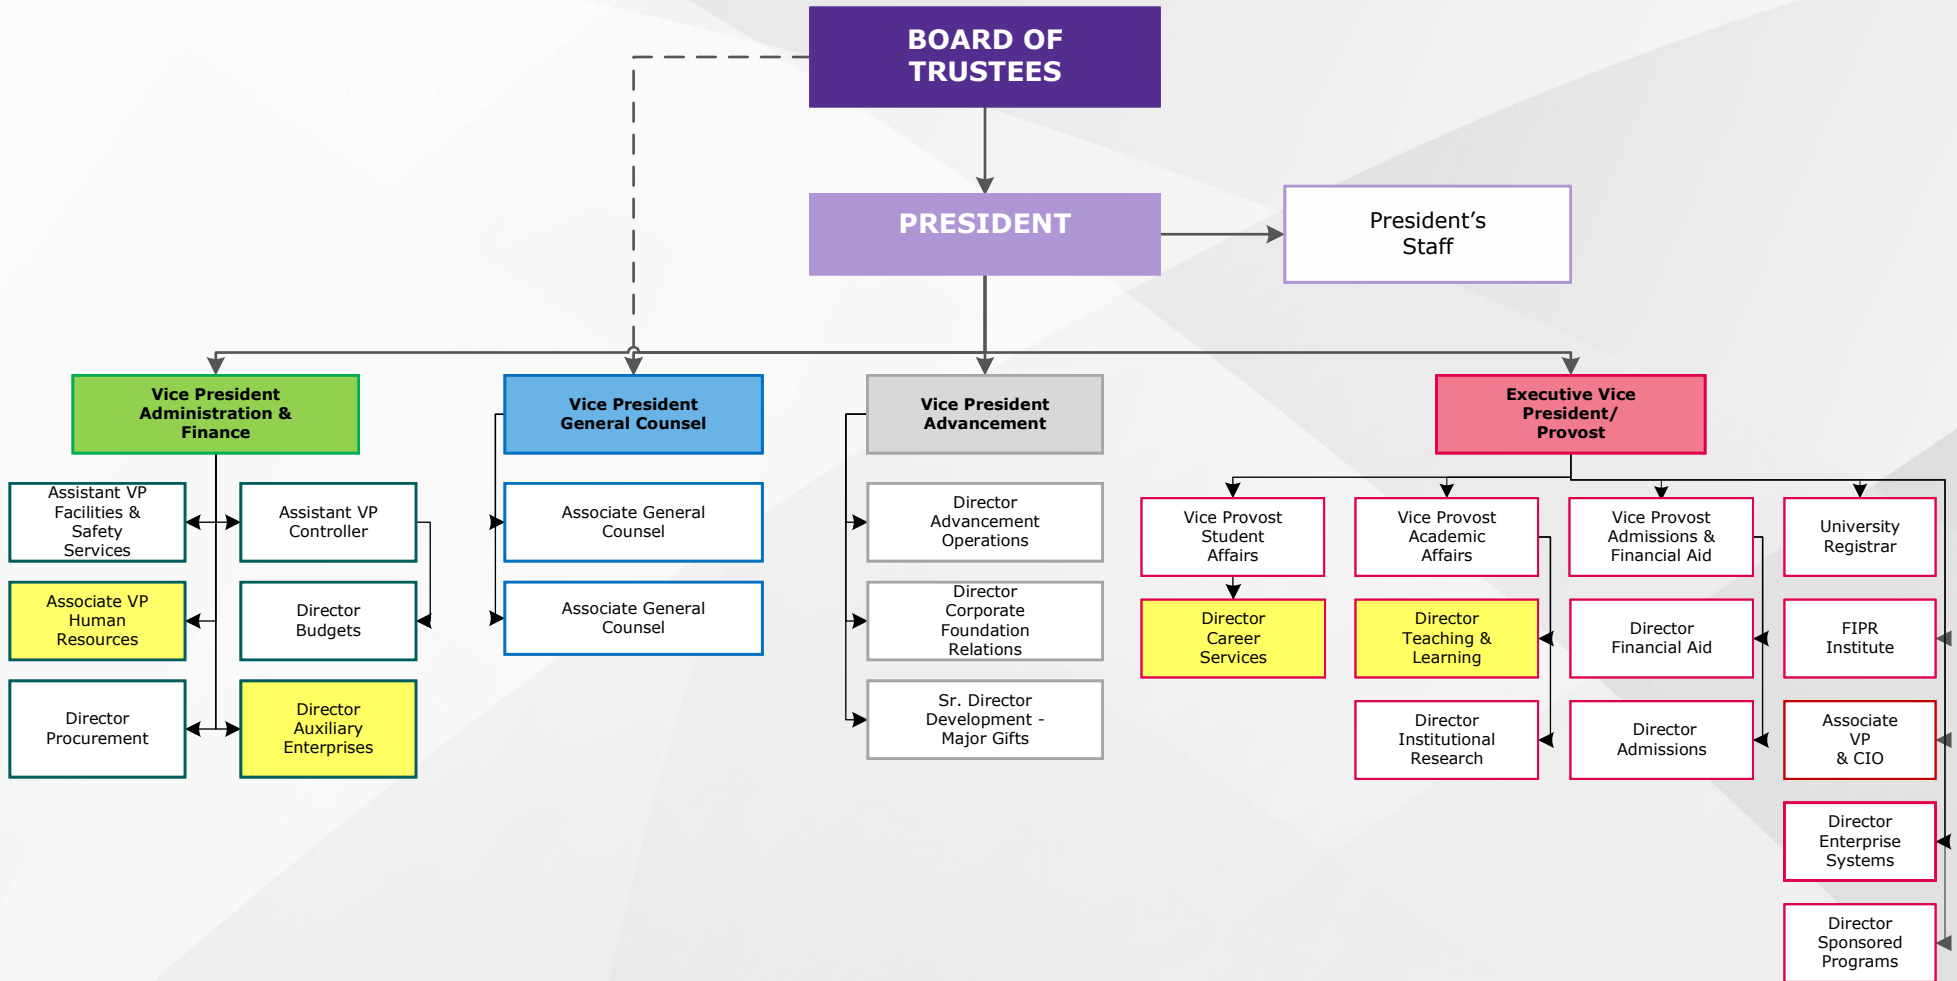 BOARD OF
TRUSTEES
PRESIDENT
President’s
Staff
Vice President
Administration &
Finance
Vice President
General Counsel
Vice President
Advancement
Executive Vice
President/
Provost
Assistant VP
Facilities &
Safety
Services
Assistant VP
Controller
Associate VP
Human
Resources
Director
Budgets
Director
Procurement
Director
Auxiliary
Enterprises
Associate General
Counsel
Associate General
Counsel
Director
Advancement
Operations
Director
Corporate
Foundation
Relations
Sr. Director
Development -
Major Gifts
Vice Provost
Student
Affairs
Director
Career
Services
Vice Provost
Academic
Affairs
Director
Teaching &
Learning
Director
Institutional
Research
Vice Provost
Admissions &
Financial Aid
Director
Financial Aid
Director
Admissions
University
Registrar
FIPR
Institute
Associate
VP
& CIO
Director
Enterprise
Systems
Director
Sponsored
Programs